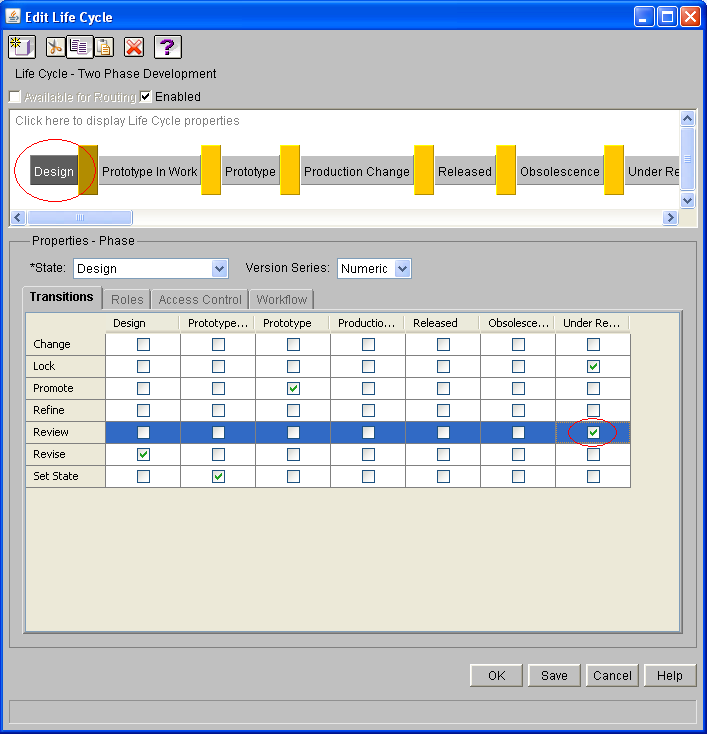 Edit Life Cycle
?
Life Cycle - Two Phase Development
Available for Routing Enabled
Click here to display Life Cycle properties
Design Prototype In Work Prototype Production Change Released Obsolescence Under Re
Properties - Phase
*State: Design Version Series: Numeric
Transitions Roles Access Control Workflow
Design Prototype... Prototype Productio... Released Obsolesce... Under Re...
Change
Lock
Promote
Refine
Review
Revise
Set State
OK Save Cancel Help